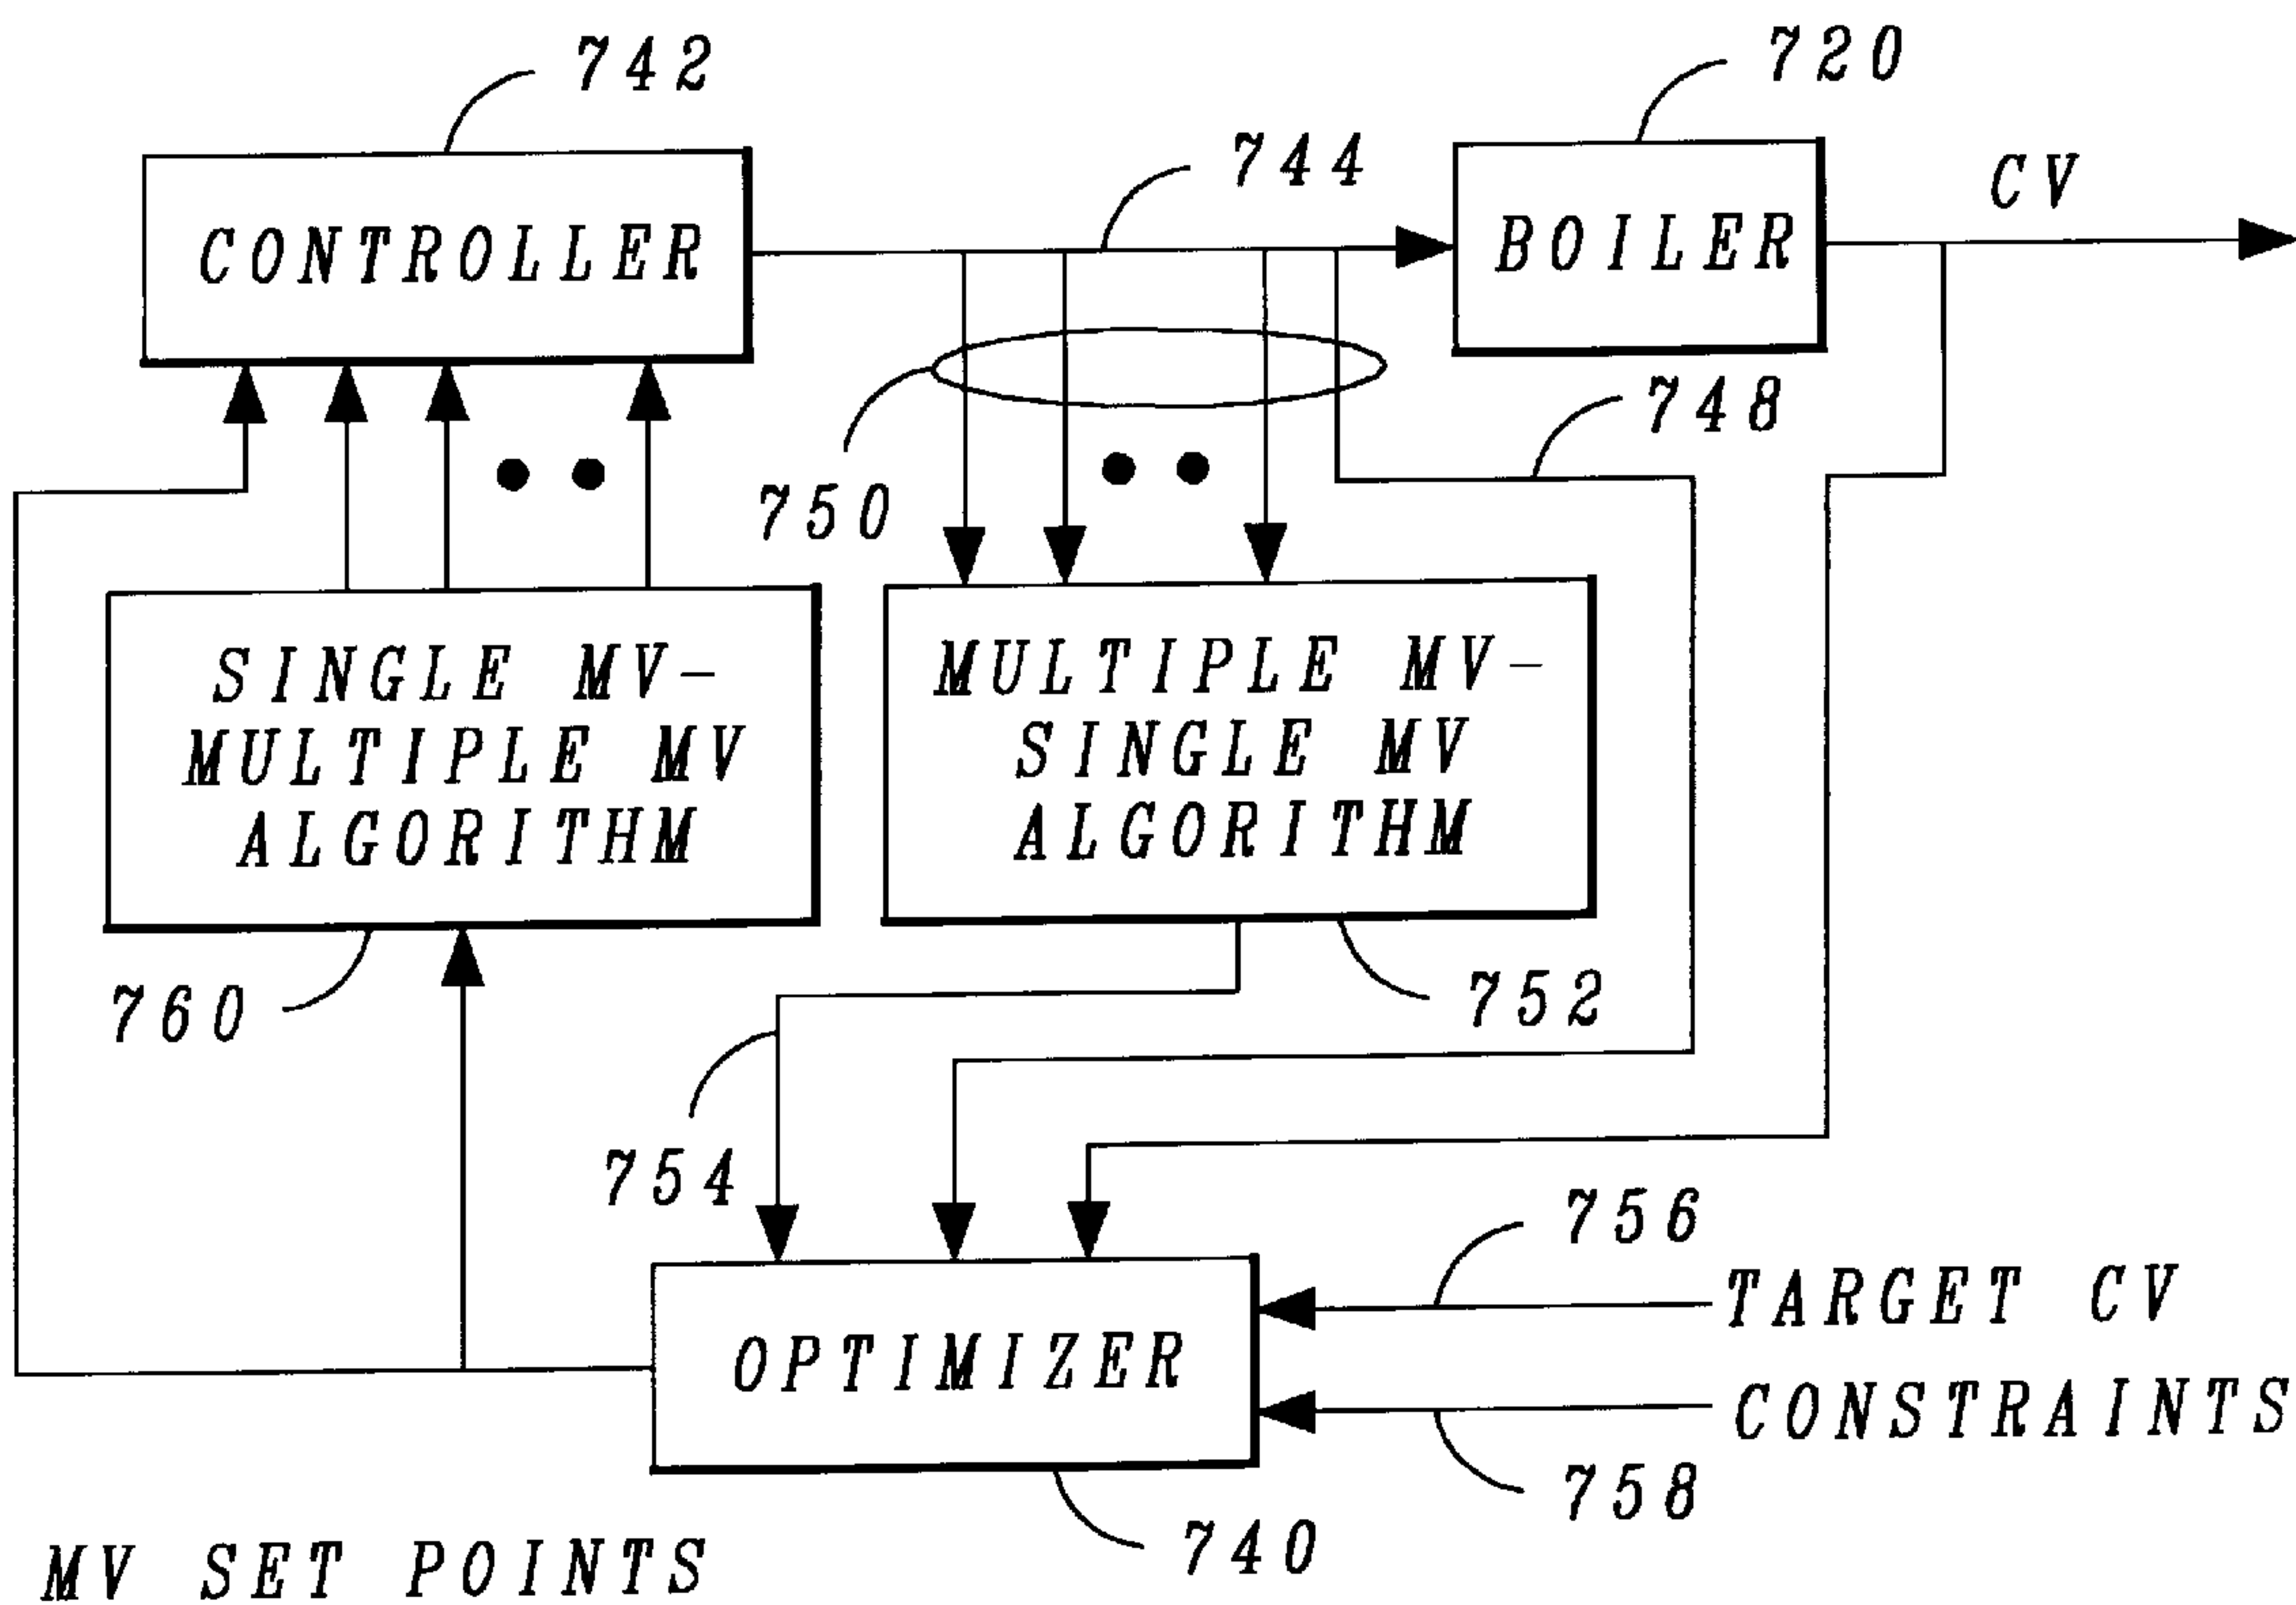 742
720
744
CV
CONTROLLER
BOILER
748
750
SINGLE MV-
MULTIPLE MV
ALGORITHM
MULTIPLE MV-
SINGLE MV
ALGORITHM
760
752
754
756
TARGET CV
OPTIMIZER
CONSTRAINTS
758
740
MV SET POINTS